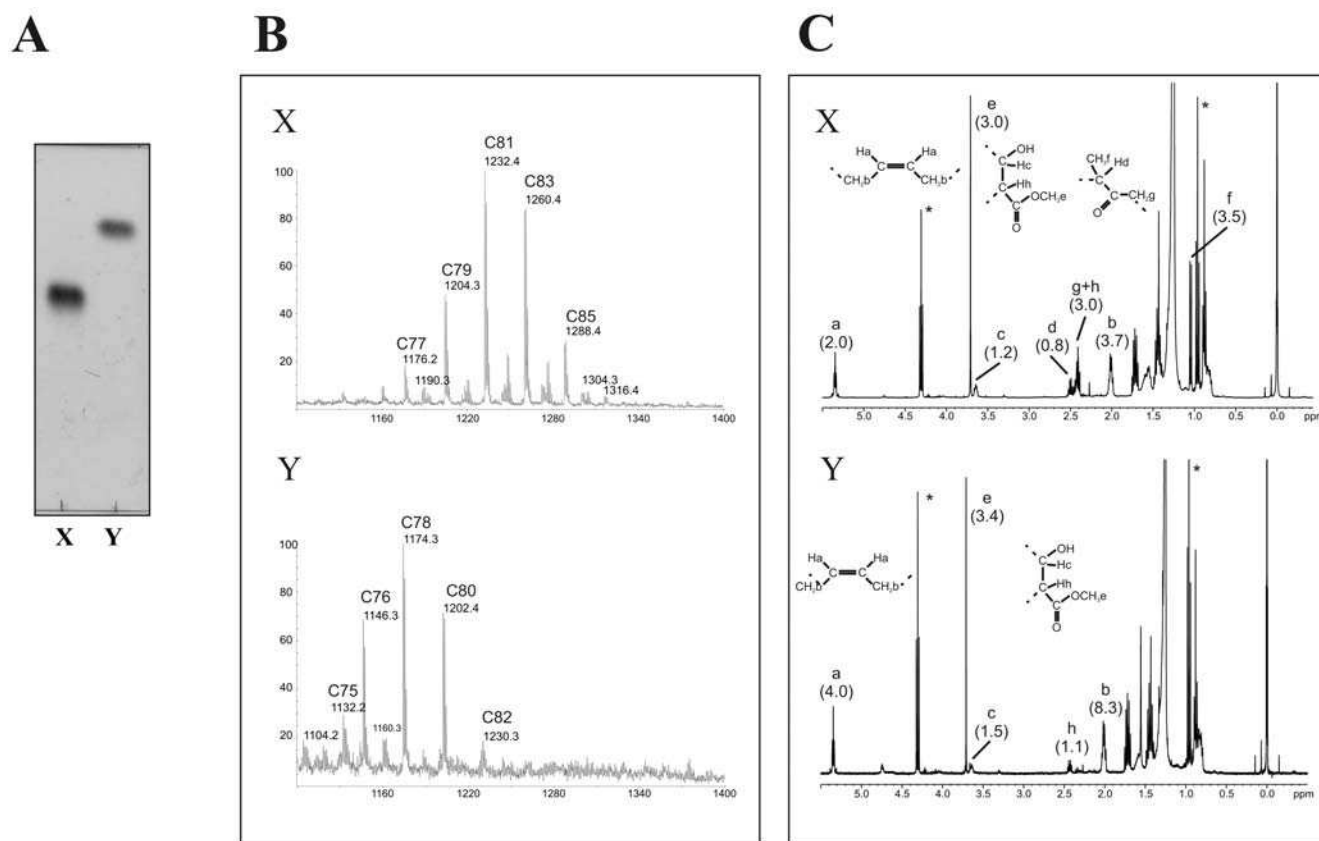 A
B
C
X Y
X
C81
1232.4
C83
1260.4
C79
1204.3
C85
1288.4
C77
1176.2
1190.3
1304.3
1316.4
100
80
60
40
20
1160 1220 1280 1340 1400
Y
C78
1174.3
C76
1146.3
C80
1202.4
C75
1132.2
1104.2
1160.3
C82
1230.3
100
80
60
40
20
1160 1220 1280 1340 1400
X
e
(3.0)
*
*
Ha Ha
C C
CH₂b CH₂b
OH
C
Hc
C
Hh
C
OCH₃e
O
CH₃f
Hd
C
C
CH₂g
O
f
(3.5)
g+h
(3.0)
a
(2.0)
c
(1.2)
d
(0.8)
b
(3.7)
5.0 4.5 4.0 3.5 3.0 2.5 2.0 1.5 1.0 0.5 0.0
ppm
Y
e
(3.4)
*
*
Ha Ha
C C
CH₂b CH₂b
OH
C
Hc
C
Hh
C
OCH₃e
O
a
(4.0)
c
(1.5)
h
(1.1)
b
(8.3)
5.0 4.5 4.0 3.5 3.0 2.5 2.0 1.5 1.0 0.5 0.0
ppm